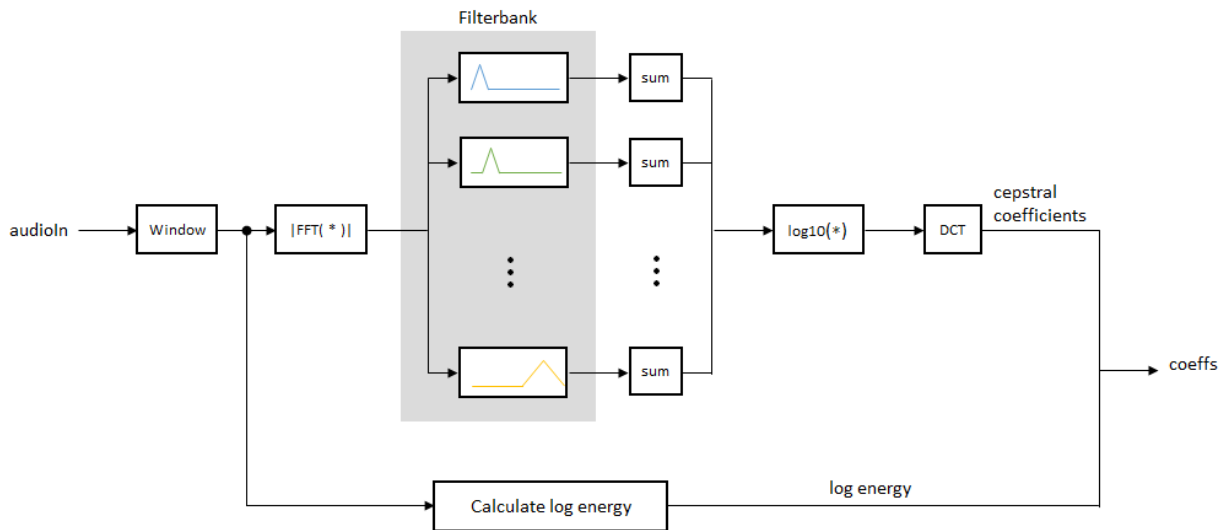 Filterbank
sum
sum
cepstral
coefficients
audioIn
Window
|FFT( * )|
log10(*)
DCT
sum
coeffs
Calculate log energy
log energy